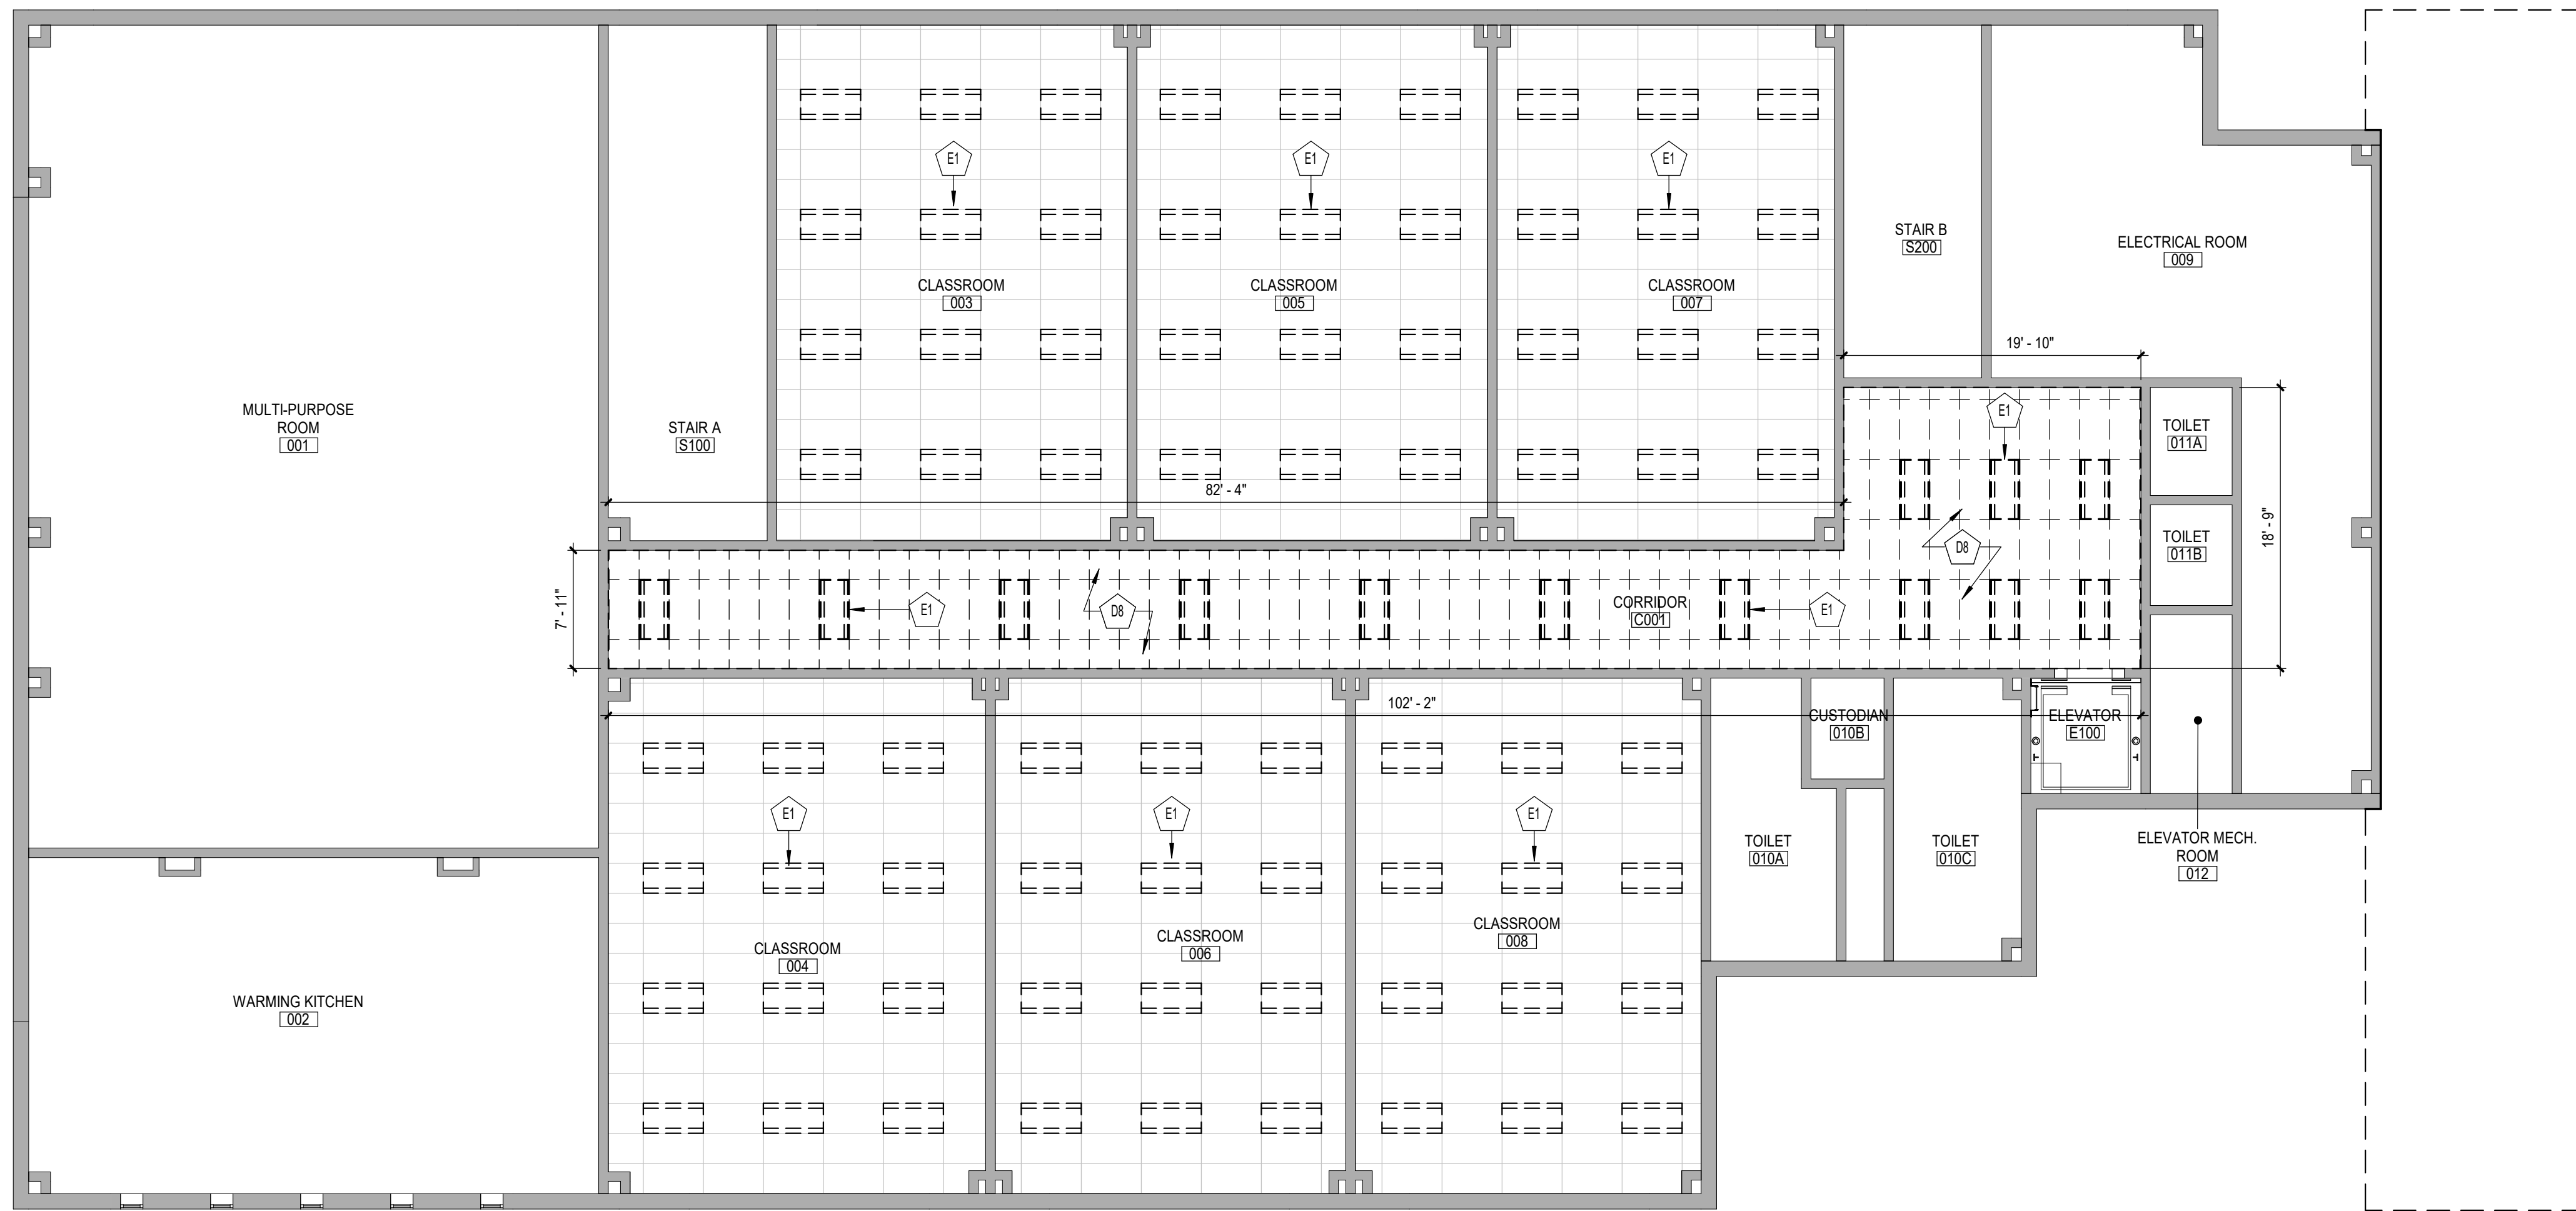 E1
E1
E1
STAIR B
S200
ELECTRICAL ROOM
009
CLASSROOM
003
CLASSROOM
005
CLASSROOM
007
19' - 10"
MULTI-PURPOSE
ROOM
001
STAIR A
S100
E1
TOILET
011A
82' - 4"
18' - 9"
TOILET
011B
D8
7' - 11"
E1
D8
CORRIDOR
C001
E1
102' - 2"
CUSTODIAN
010B
ELEVATOR
E100
E1
E1
E1
TOILET
010A
TOILET
010C
ELEVATOR MECH.
ROOM
012
CLASSROOM
004
CLASSROOM
006
CLASSROOM
008
WARMING KITCHEN
002